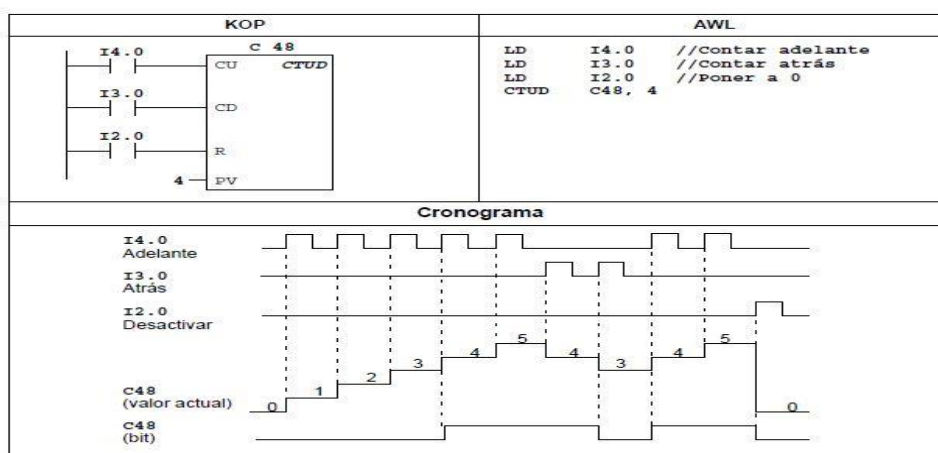 KOP
AWL
I4.0
C 48
CU CTUD
I3.0
CD
I2.0
R
4 PV
LD I4.0 //Contar adelante
LD I3.0 //Contar atrás
LD I2.0 //Poner a 0
CTUD C48, 4
Cronograma
I4.0
Adelante
I3.0
Atrás
I2.0
Desactivar
C48
(valor actual)
0 1 2 3 4 5 4 3 4 5 0
C48
(bit)